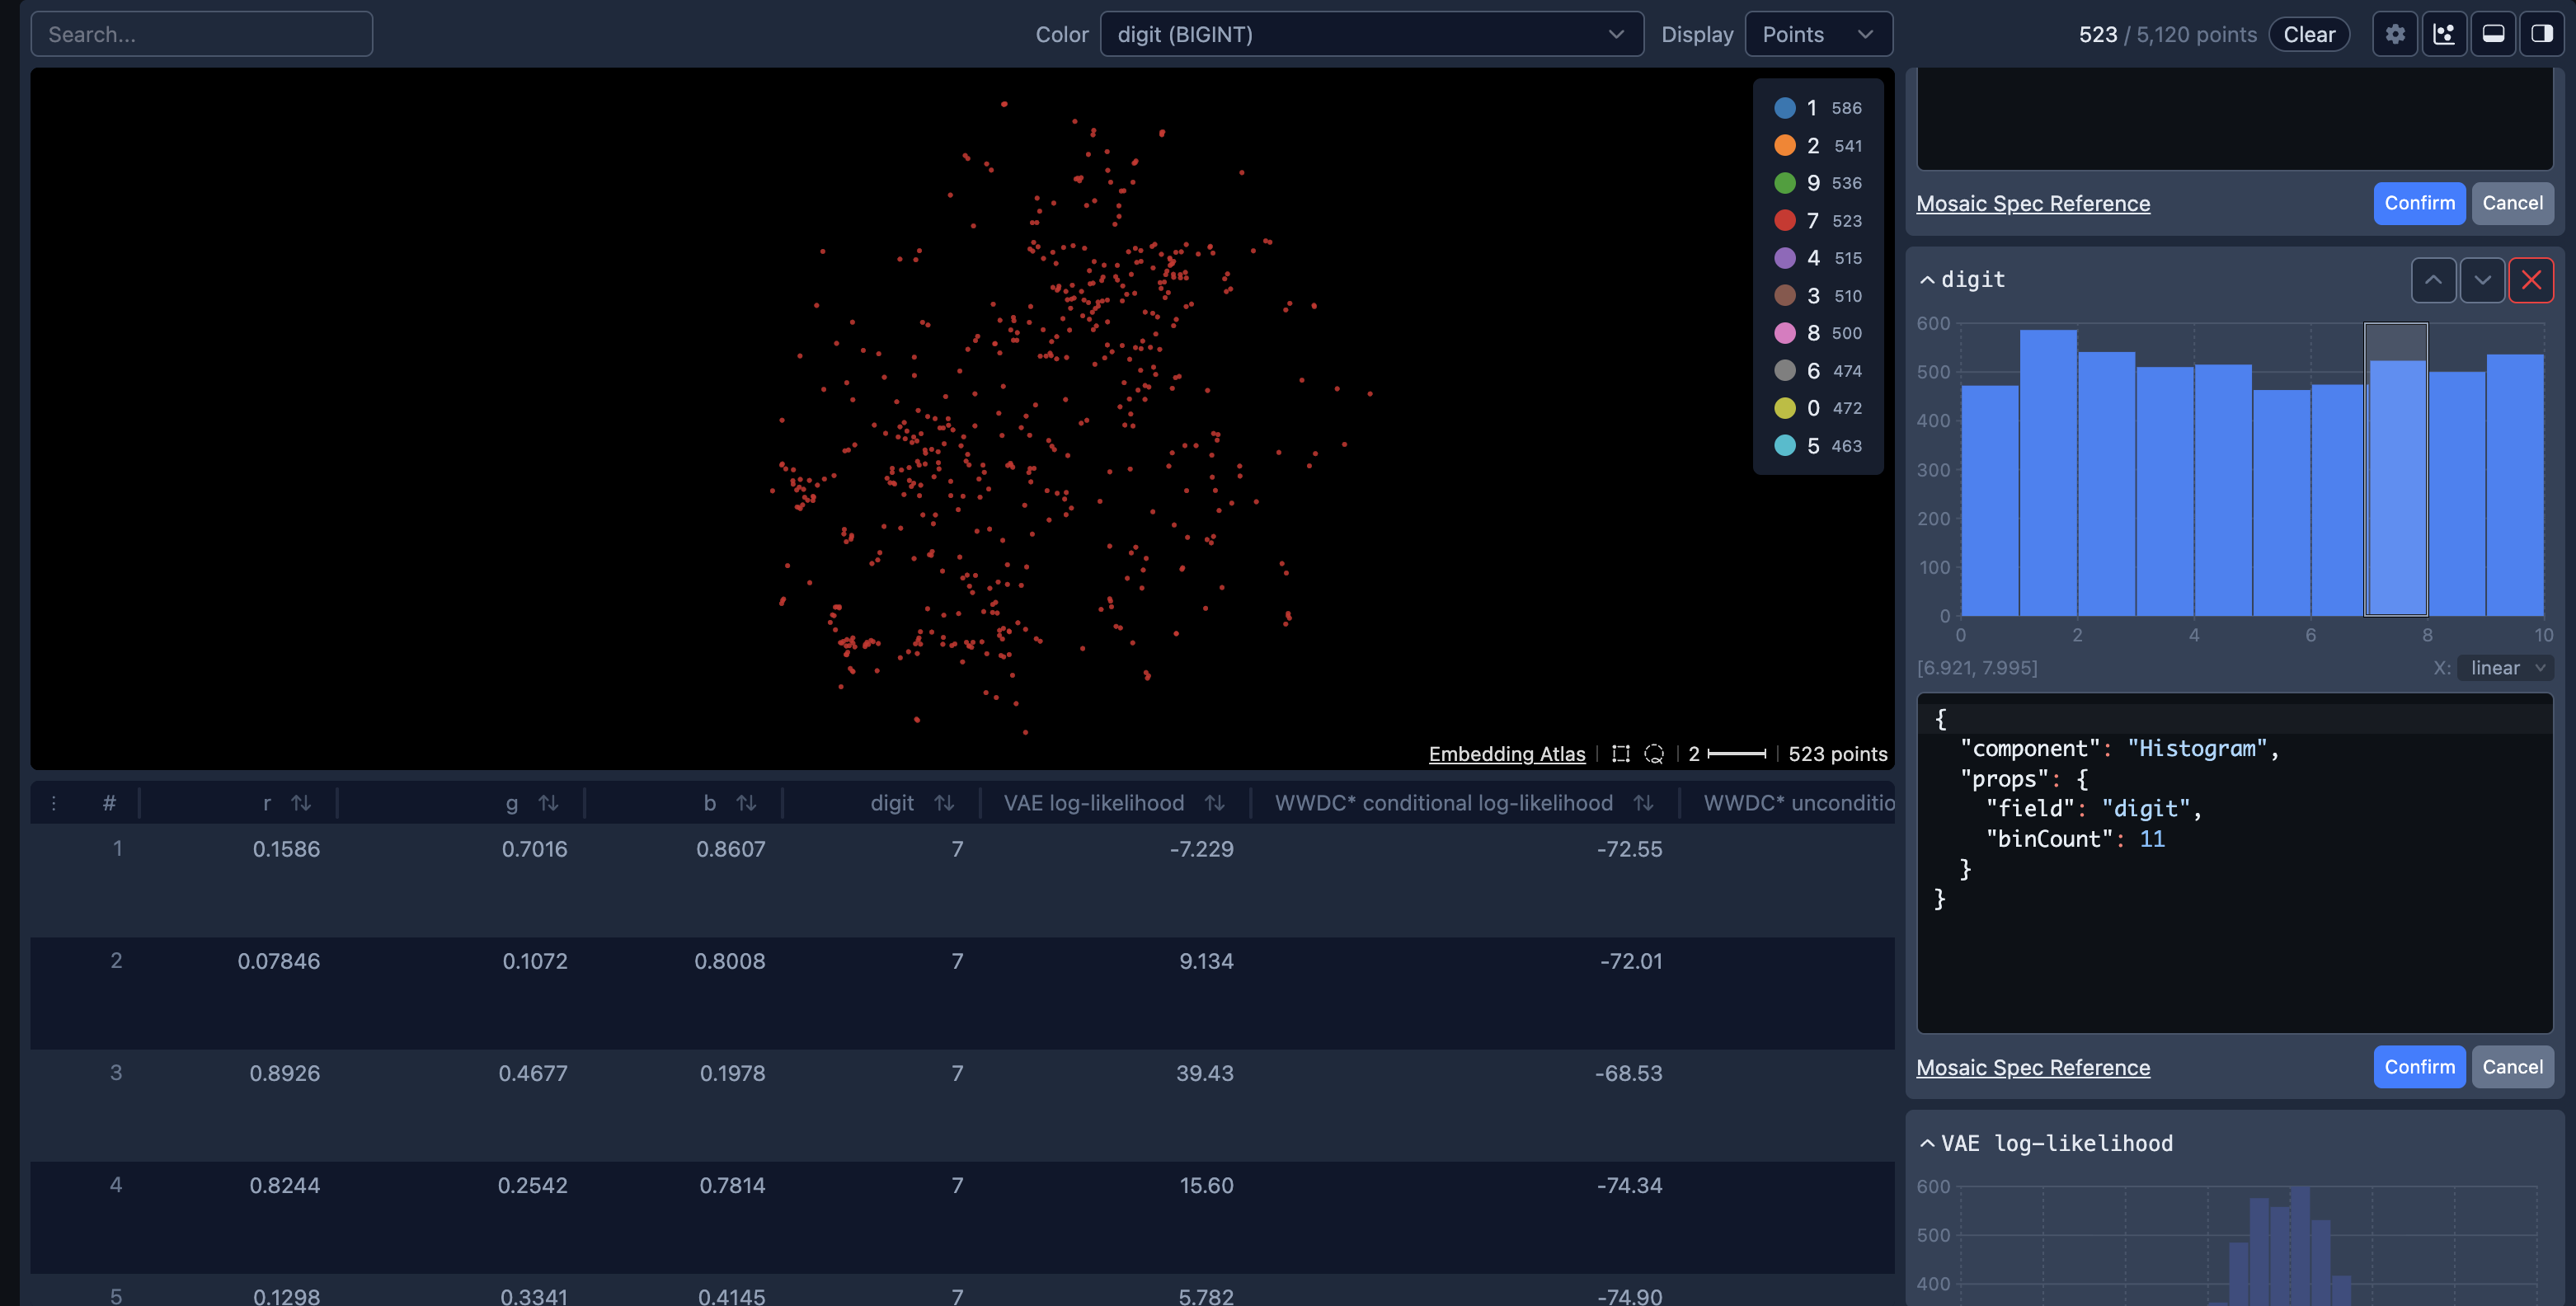 Search...
Color digit (BIGINT) Display Points 523 / 5,120 points Clear
1 586
2 541
9 536
7 523
4 515
3 510
8 500
6 474
0 472
5 463
Embedding Atlas 2 523 points
# r g b digit VAE log-likelihood WWDC* conditional log-likelihood WWDC* unconditio
1 0.1586 0.7016 0.8607 7 -7.229 -72.55
2 0.07846 0.1072 0.8008 7 9.134 -72.01
3 0.8926 0.4677 0.1978 7 39.43 -68.53
4 0.8244 0.2542 0.7814 7 15.60 -74.34
5 0.1298 0.3341 0.4145 7 5.782 -74.90
Mosaic Spec Reference Confirm Cancel
digit
600
500
400
300
200
100
0
0 2 4 6 8 10
[6.921, 7.995] X: linear
{
"component": "Histogram",
"props": {
"field": "digit",
"binCount": 11
}
}
Mosaic Spec Reference Confirm Cancel
VAE log-likelihood
600
500
400